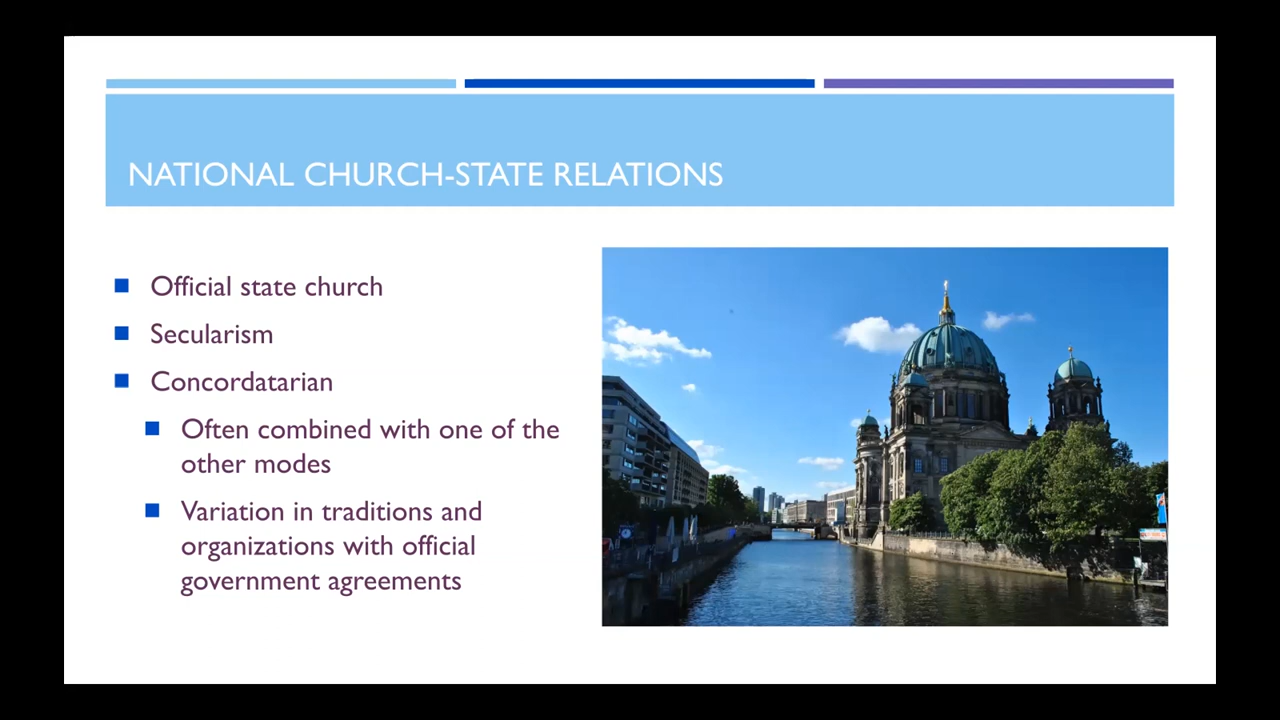 NATIONAL CHURCH-STATE RELATIONS
Official state church
Secularism
Concordatarian
Often combined with one of the
other modes
Variation in traditions and
organizations with official
government agreements